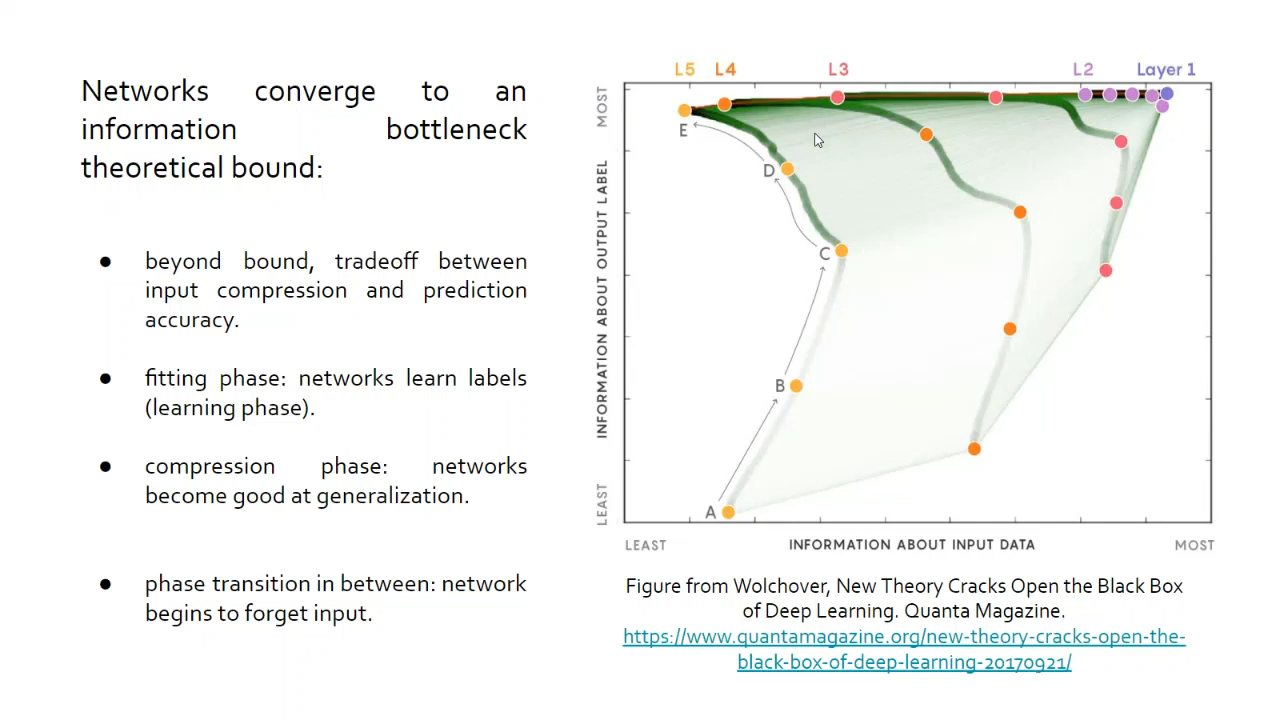 Networks converge to an
information bottleneck
theoretical bound:
● beyond bound, tradeoff between
input compression and prediction
accuracy.
● fitting phase: networks learn labels
(learning phase).
● compression phase: networks
become good at generalization.
● phase transition in between: network
begins to forget input.
L5 L4 L3 L2 Layer 1
MOST
INFORMATION ABOUT OUTPUT LABEL
LEAST
E
D
C
B
A
LEAST INFORMATION ABOUT INPUT DATA MOST
Figure from Wolchover, New Theory Cracks Open the Black Box
of Deep Learning. Quanta Magazine.
https://www.quantamagazine.org/new-theory-cracks-open-the-
black-box-of-deep-learning-20170921/